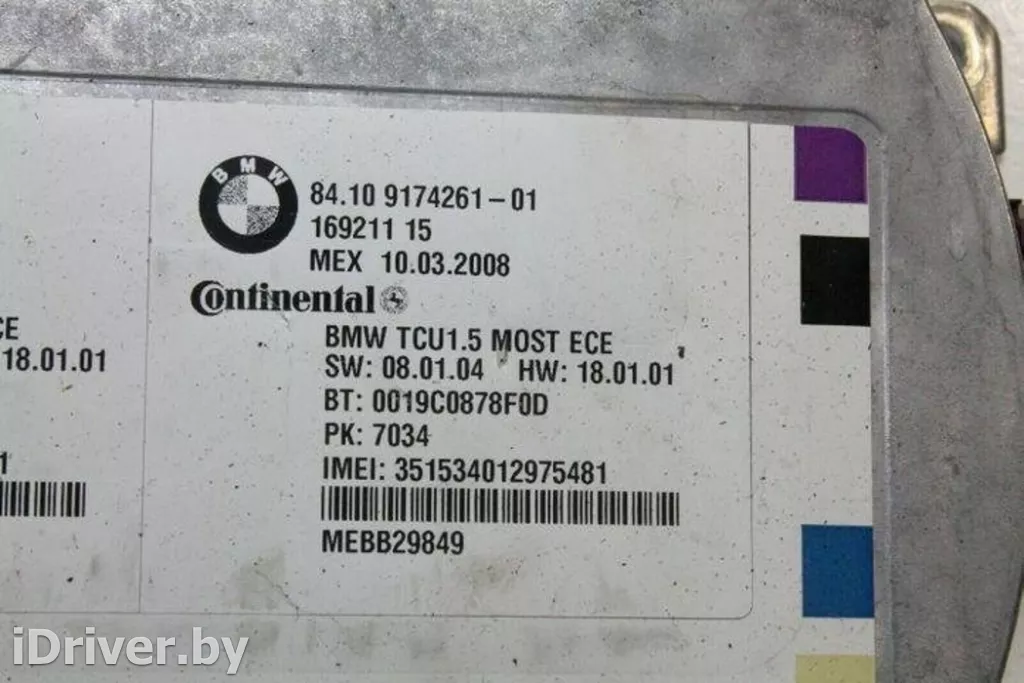 BMW
84.10 9174261-01
169211 15
MEX 10.03.2008
Continental
CE
BMW TCU1.5 MOST ECE
18.01.01
SW: 08.01.04 HW: 18.01.01
BT: 0019C0878F0D
PK: 7034
1
IMEI: 351534012975481
MEBB29849
iDriver.by